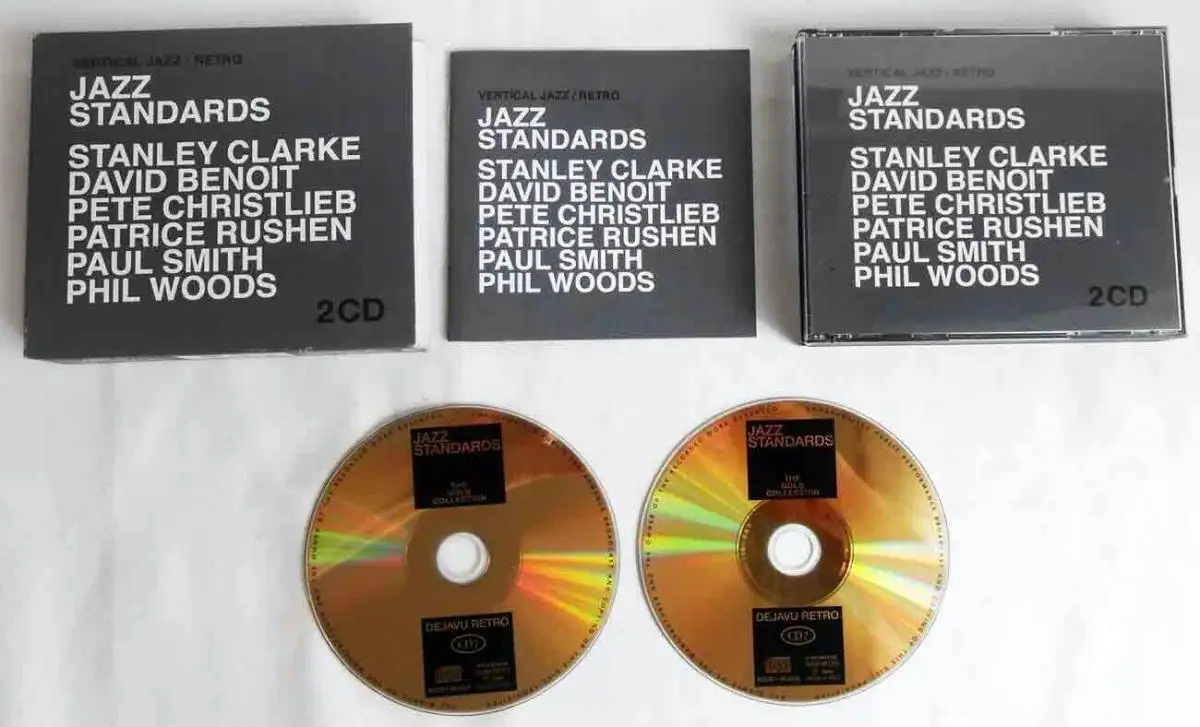 VERTICAL JAZZ / RETRO
JAZZ
STANDARDS
STANLEY CLARKE
DAVID BENOIT
PETE CHRISTLIEB
PATRICE RUSHEN
PAUL SMITH
PHIL WOODS
2CD
VERTICAL JAZZ / RETRO
JAZZ
STANDARDS
STANLEY CLARKE
DAVID BENOIT
PETE CHRISTLIEB
PATRICE RUSHEN
PAUL SMITH
PHIL WOODS
VERTICAL JAZZ / RETRO
JAZZ
STANDARDS
STANLEY CLARKE
DAVID BENOIT
PETE CHRISTLIEB
PATRICE RUSHEN
PAUL SMITH
PHIL WOODS
2CD
JAZZ
STANDARDS
THE
GOLD
COLLECTION
DEJAVU RETRO
CD1
JAZZ
STANDARDS
THE
GOLD
COLLECTION
DEJAVU RETRO
CD2